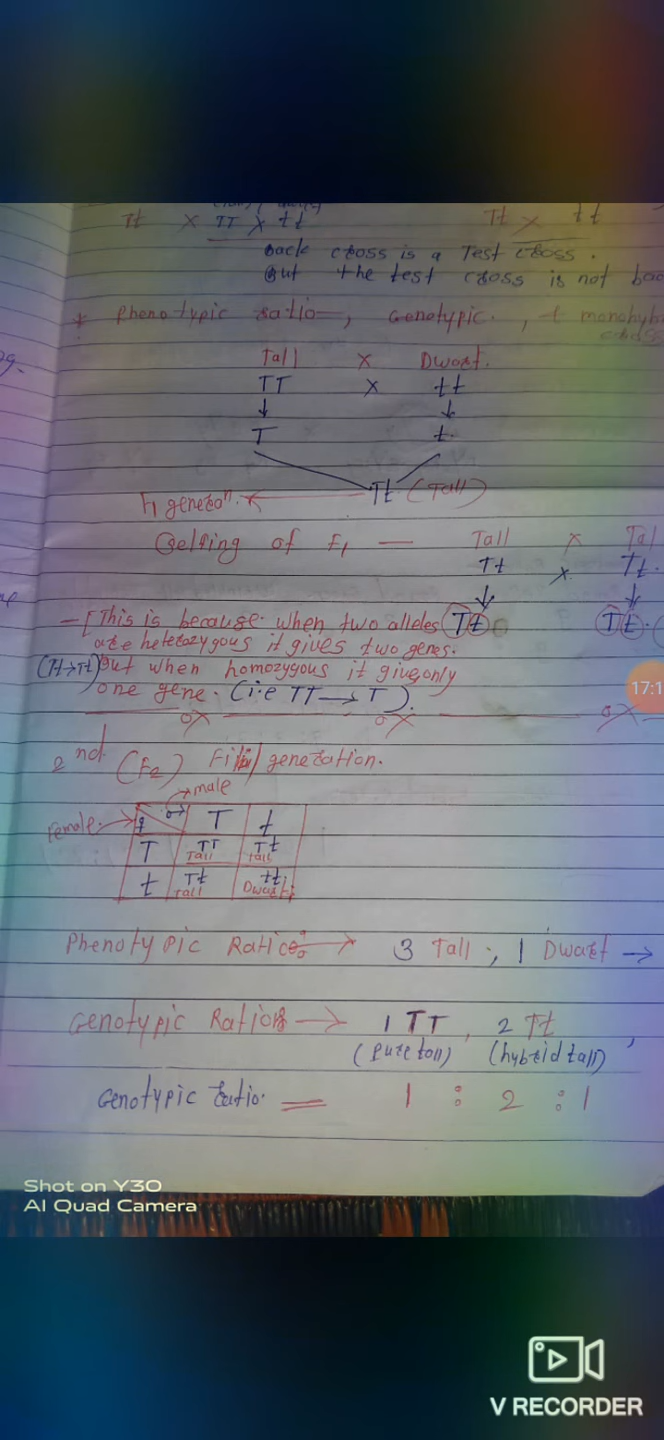 Tt X TT X tt Tt X tt
back cross is a Test cross.
But the test cross is not bac
* Phenotypic ratio, Genotypic, & monohyb
Tall X Dwarf.
TT X tt
T t.
F1 generaⁿ. Tt (Tall)
Selfing of F1 — Tall X Tal
Tt X Tt.
- [This is because when two alleles Tt Tt.
are heterozygous it gives two genes.
But when homozygous it give only
one gene. (i.e TT → T).
17:1
2nd (F2) Filial generation.
male
Female ♀ ♂ T t
T TT Tall Tt tall
t Tt Tall tt Dwarf
Phenotypic Ratio → 3 Tall ; 1 Dwarf →
Genotypic Ratio → 1 TT , 2 Tt ,
(Pure tall) (hybrid tall)
Genotypic ratio = 1 : 2 : 1
Shot on Y30
AI Quad Camera
V RECORDER